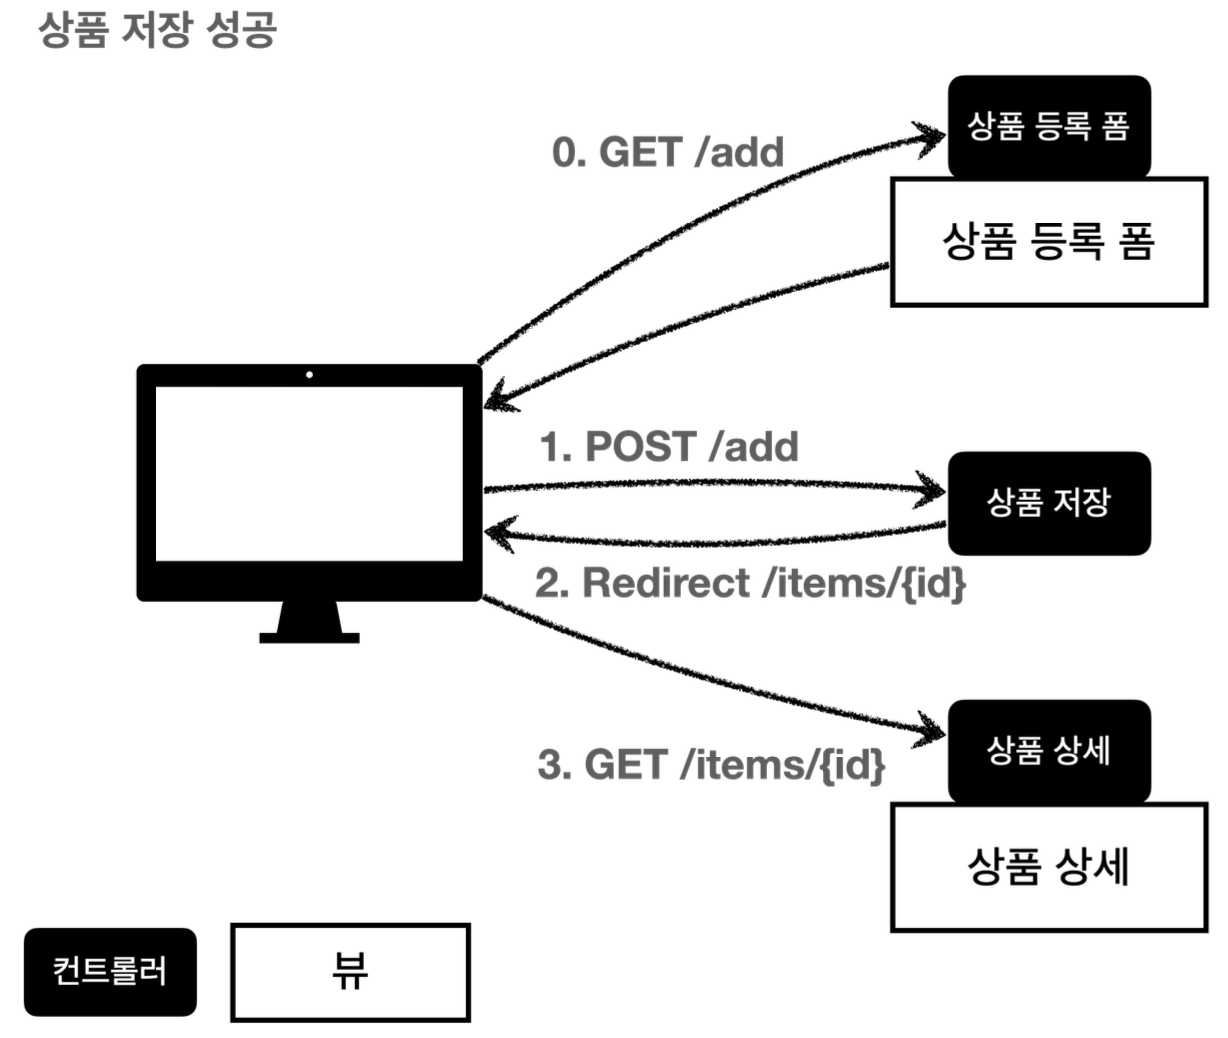 상품 저장 성공
0. GET /add
상품 등록 폼
상품 등록 폼
1. POST /add
상품 저장
2. Redirect /items/{id}
3. GET /items/{id}
상품 상세
상품 상세
컨트롤러
뷰